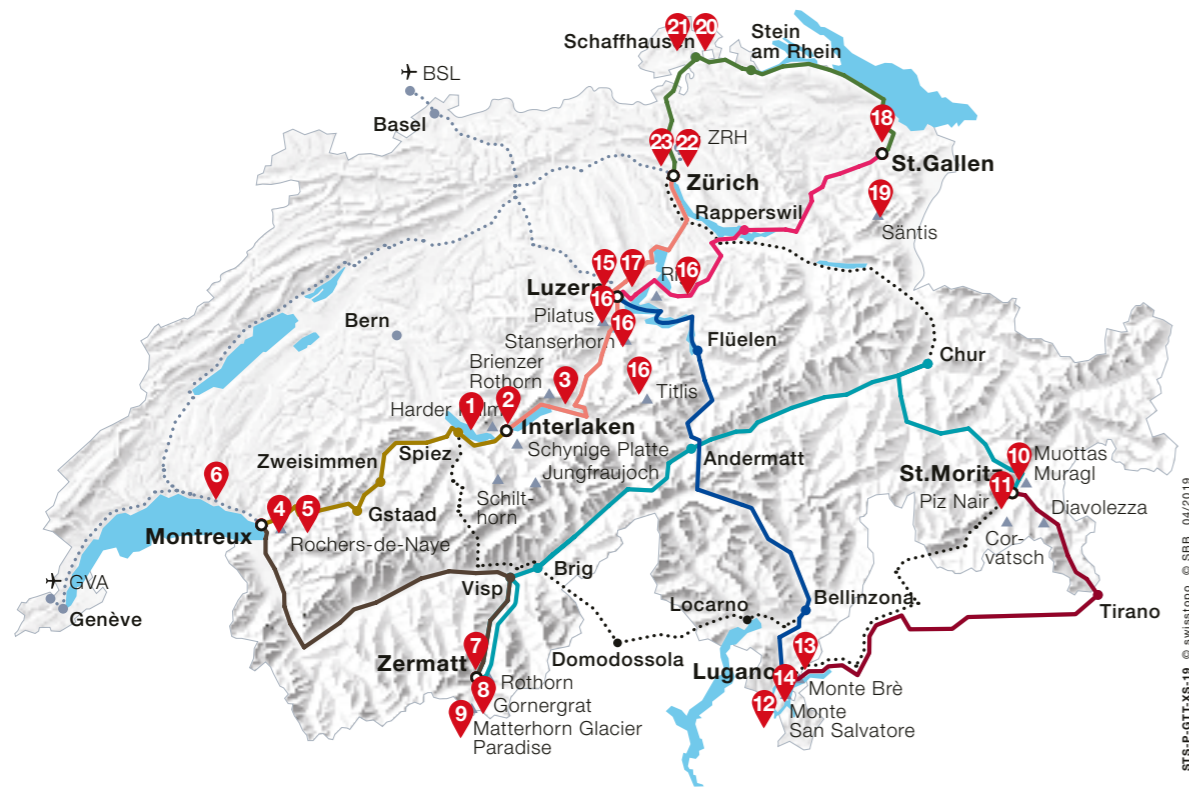 21
20
Schaffhausen
Stein
am Rhein
BSL
Basel
18
23
22
ZRH
St.Gallen
Zürich
19
Rapperswil
Säntis
15
17
16
Luzern
16
Pilatus
16
Stanserhorn
Bern
Flüelen
Chur
Brienzer
Rothorn
3
16
Titlis
Harder Kulm
1
2
Interlaken
Schynige Platte
Jungfraujoch
Spiez
Zweisimmen
Andermatt
10
Muottas
Muragl
St.Moritz
11
Piz Nair
Diavolezza
Cor-
vatsch
6
Schilt-
horn
4
5
Gstaad
Montreux
Rochers-de-Naye
GVA
Genève
Brig
Visp
Locarno
Bellinzona
Tirano
Domodossola
7
Zermatt
Rothorn
8
Gornergrat
9
Matterhorn Glacier
Paradise
13
Lugano
14
Monte Brè
12
Monte
San Salvatore
STS-P-GTT-xs-19 © swisstopo © SBB 04/2019